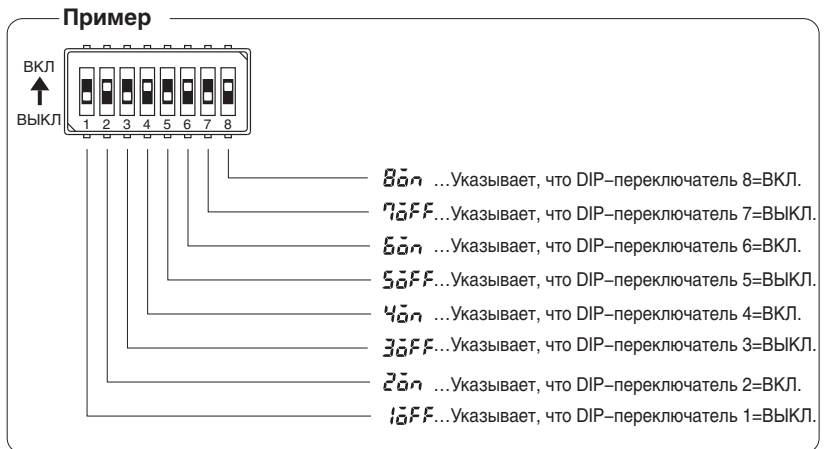 Пример
ВКЛ
ВЫКЛ
1 2 3 4 5 6 7 8
8on …Указывает, что DIP–переключатель 8=ВКЛ.
7oFF…Указывает, что DIP–переключатель 7=ВЫКЛ.
6on …Указывает, что DIP–переключатель 6=ВКЛ.
5oFF…Указывает, что DIP–переключатель 5=ВЫКЛ.
4on …Указывает, что DIP–переключатель 4=ВКЛ.
3oFF…Указывает, что DIP–переключатель 3=ВЫКЛ.
2on …Указывает, что DIP–переключатель 2=ВКЛ.
1oFF…Указывает, что DIP–переключатель 1=ВЫКЛ.